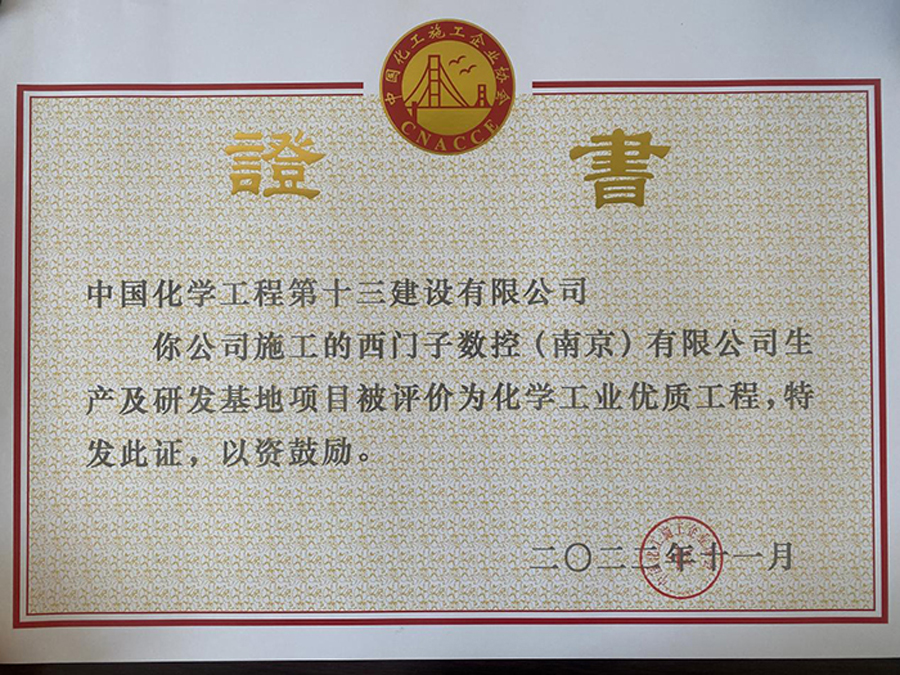 中国化工施工企业协会
CNACCE
證書
中国化学工程第十三建设有限公司
你公司施工的西门子数控（南京）有限公司生
产及研发基地项目被评价为化学工业优质工程，特
发此证，以资鼓励。
二〇二二年十一月